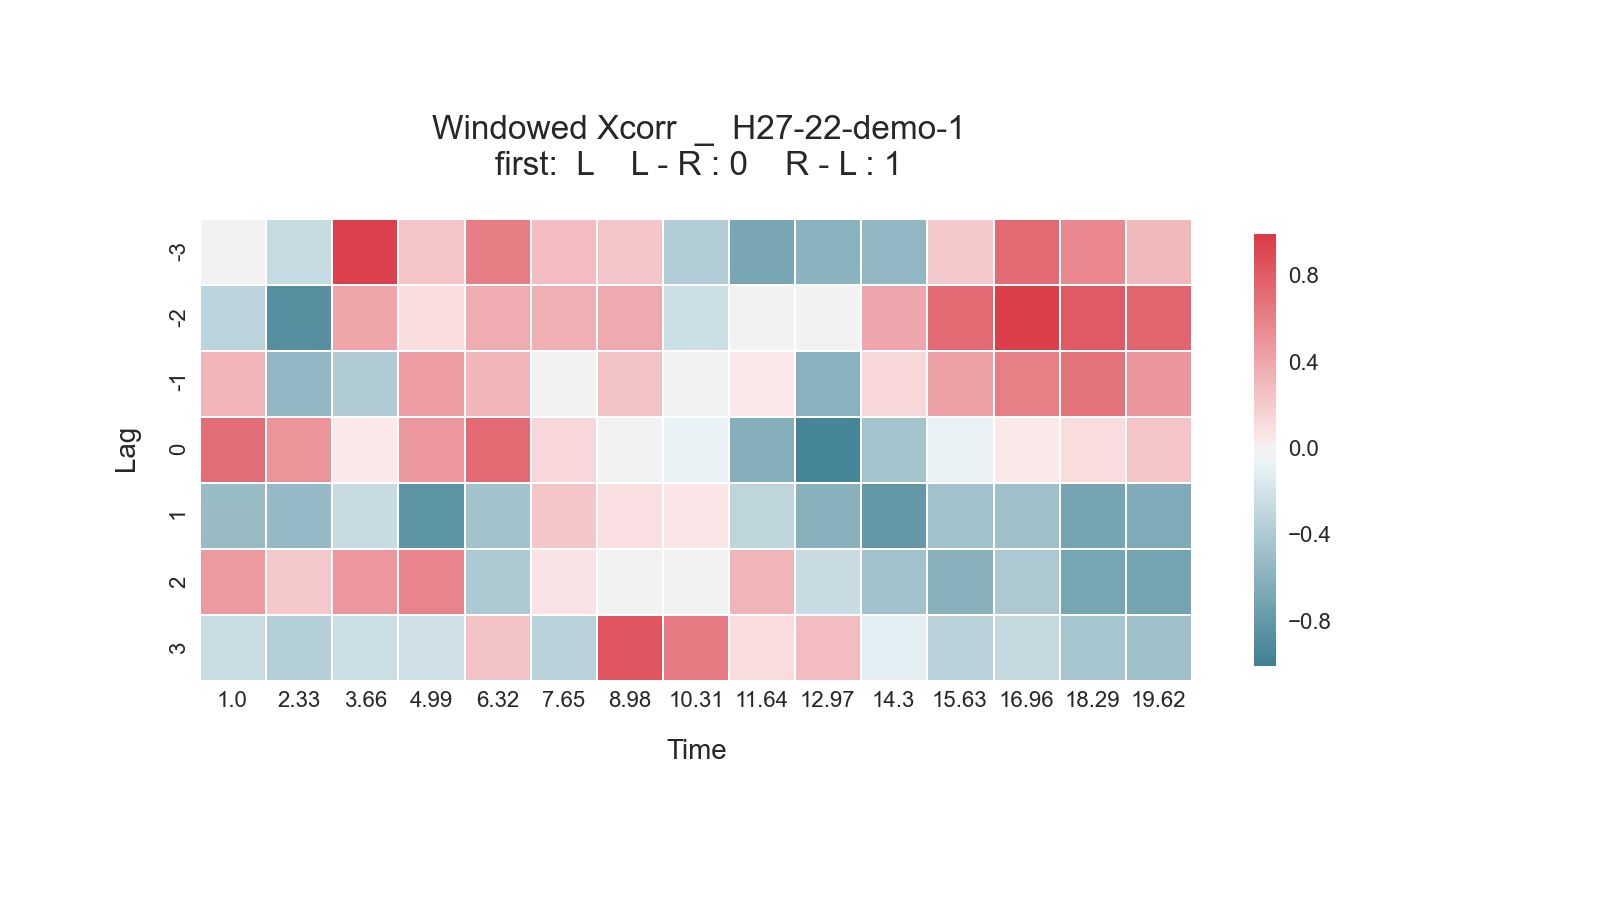 Windowed Xcorr _ H27-22-demo-1
first: L L - R : 0 R - L : 1
Lag
-3
-2
-1
0
1
2
3
1.0 2.33 3.66 4.99 6.32 7.65 8.98 10.31 11.64 12.97 14.3 15.63 16.96 18.29 19.62
Time
0.8
0.4
0.0
−0.4
−0.8